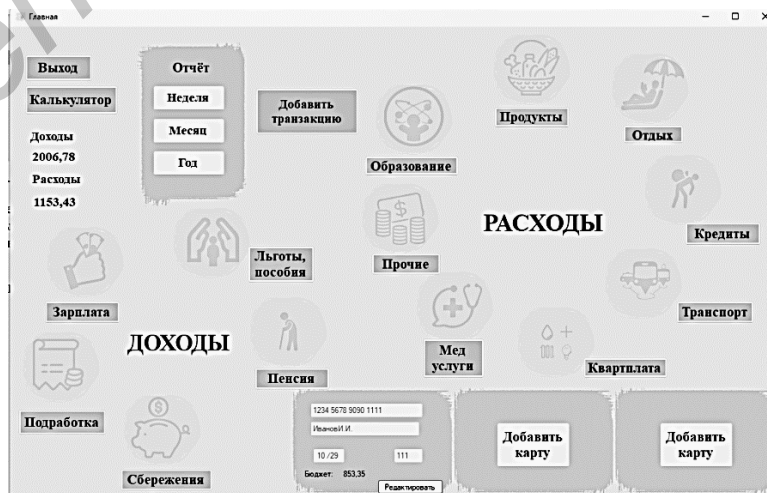 Главная
Выход
Калькулятор
Доходы
2006,78
Расходы
1153,43
Отчёт
Неделя
Месяц
Год
Добавить
транзакцию
Образование
Продукты
Отдых
Кредиты
Транспорт
Квартплата
Мед
услуги
Прочие
РАСХОДЫ
Льготы,
пособия
Зарплата
ДОХОДЫ
Пенсия
Подработка
Сбережения
1234 5678 9090 1111
ИвановИ.И.
10 /29
111
Бюджет: 853,35
Редактировать
Добавить
карту
Добавить
карту